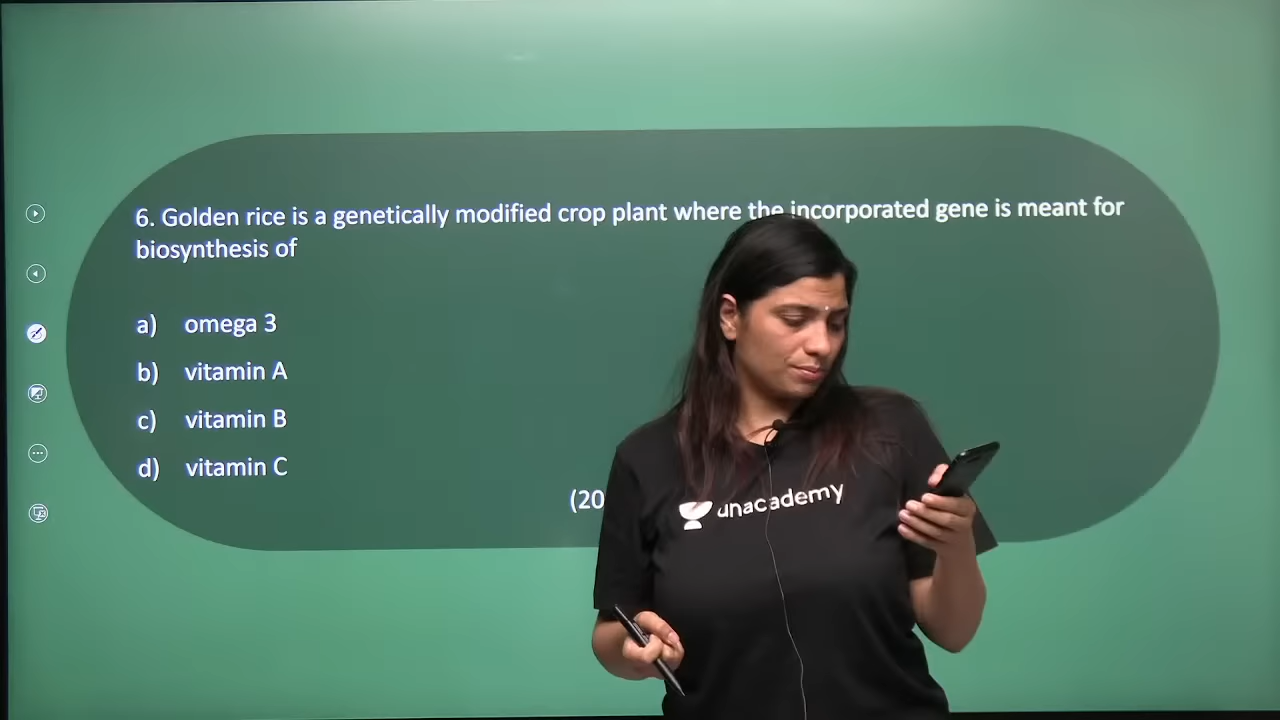 6. Golden rice is a genetically modified crop plant where the incorporated gene is meant for
biosynthesis of
a) omega 3
b) vitamin A
c) vitamin B
d) vitamin C
(20
unacademy